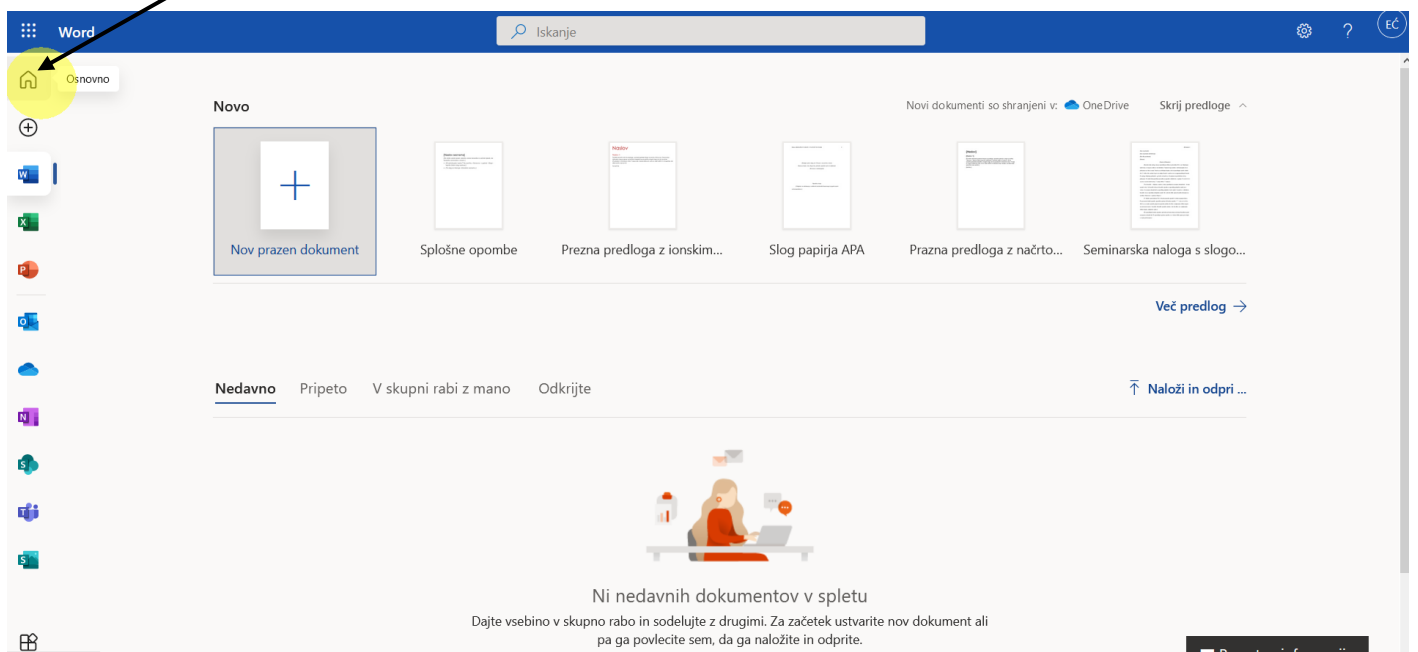 Word
Iskanje
EĆ
Osnovno
Novo
Novi dokumenti so shranjeni v: OneDrive
Skrij predloge
Nov prazen dokument
Splošne opombe
Prezna predloga z ionskim...
Slog papirja APA
Prazna predloga z načrto...
Seminarska naloga s slogo...
Več predlog
Nedavno
Pripeto
V skupni rabi z mano
Odkrijte
Naloži in odpri ...
Ni nedavnih dokumentov v spletu
Dajte vsebino v skupno rabo in sodelujte z drugimi. Za začetek ustvarite nov dokument ali
pa ga povlecite sem, da ga naložite in odprite.